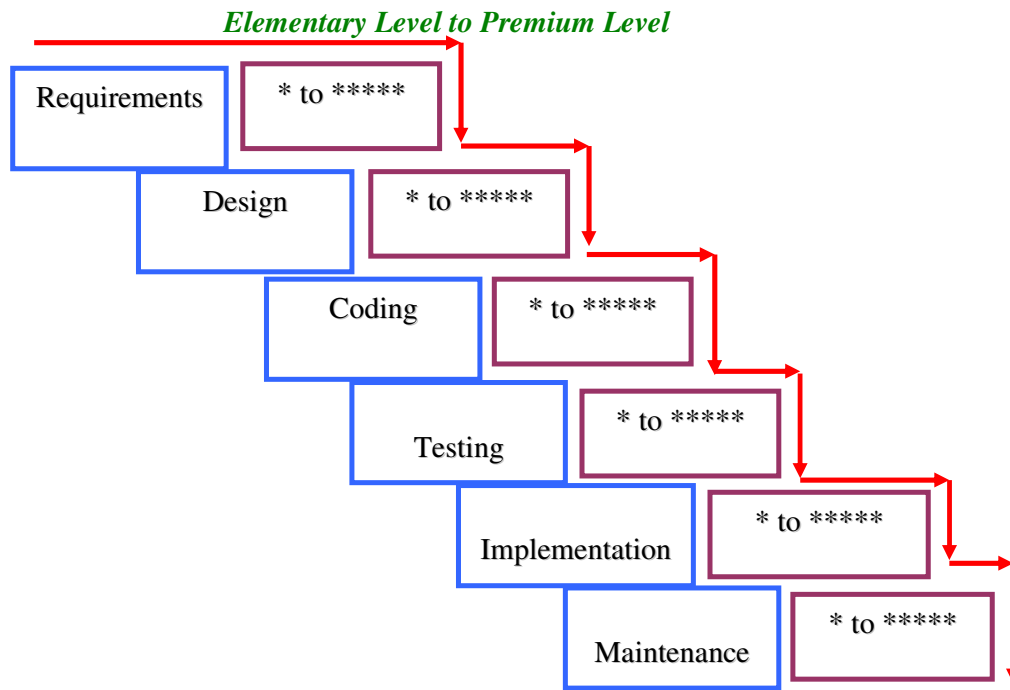 Elementary Level to Premium Level
Requirements
* to *****
Design
* to *****
Coding
* to *****
Testing
* to *****
Implementation
* to *****
Maintenance
* to *****